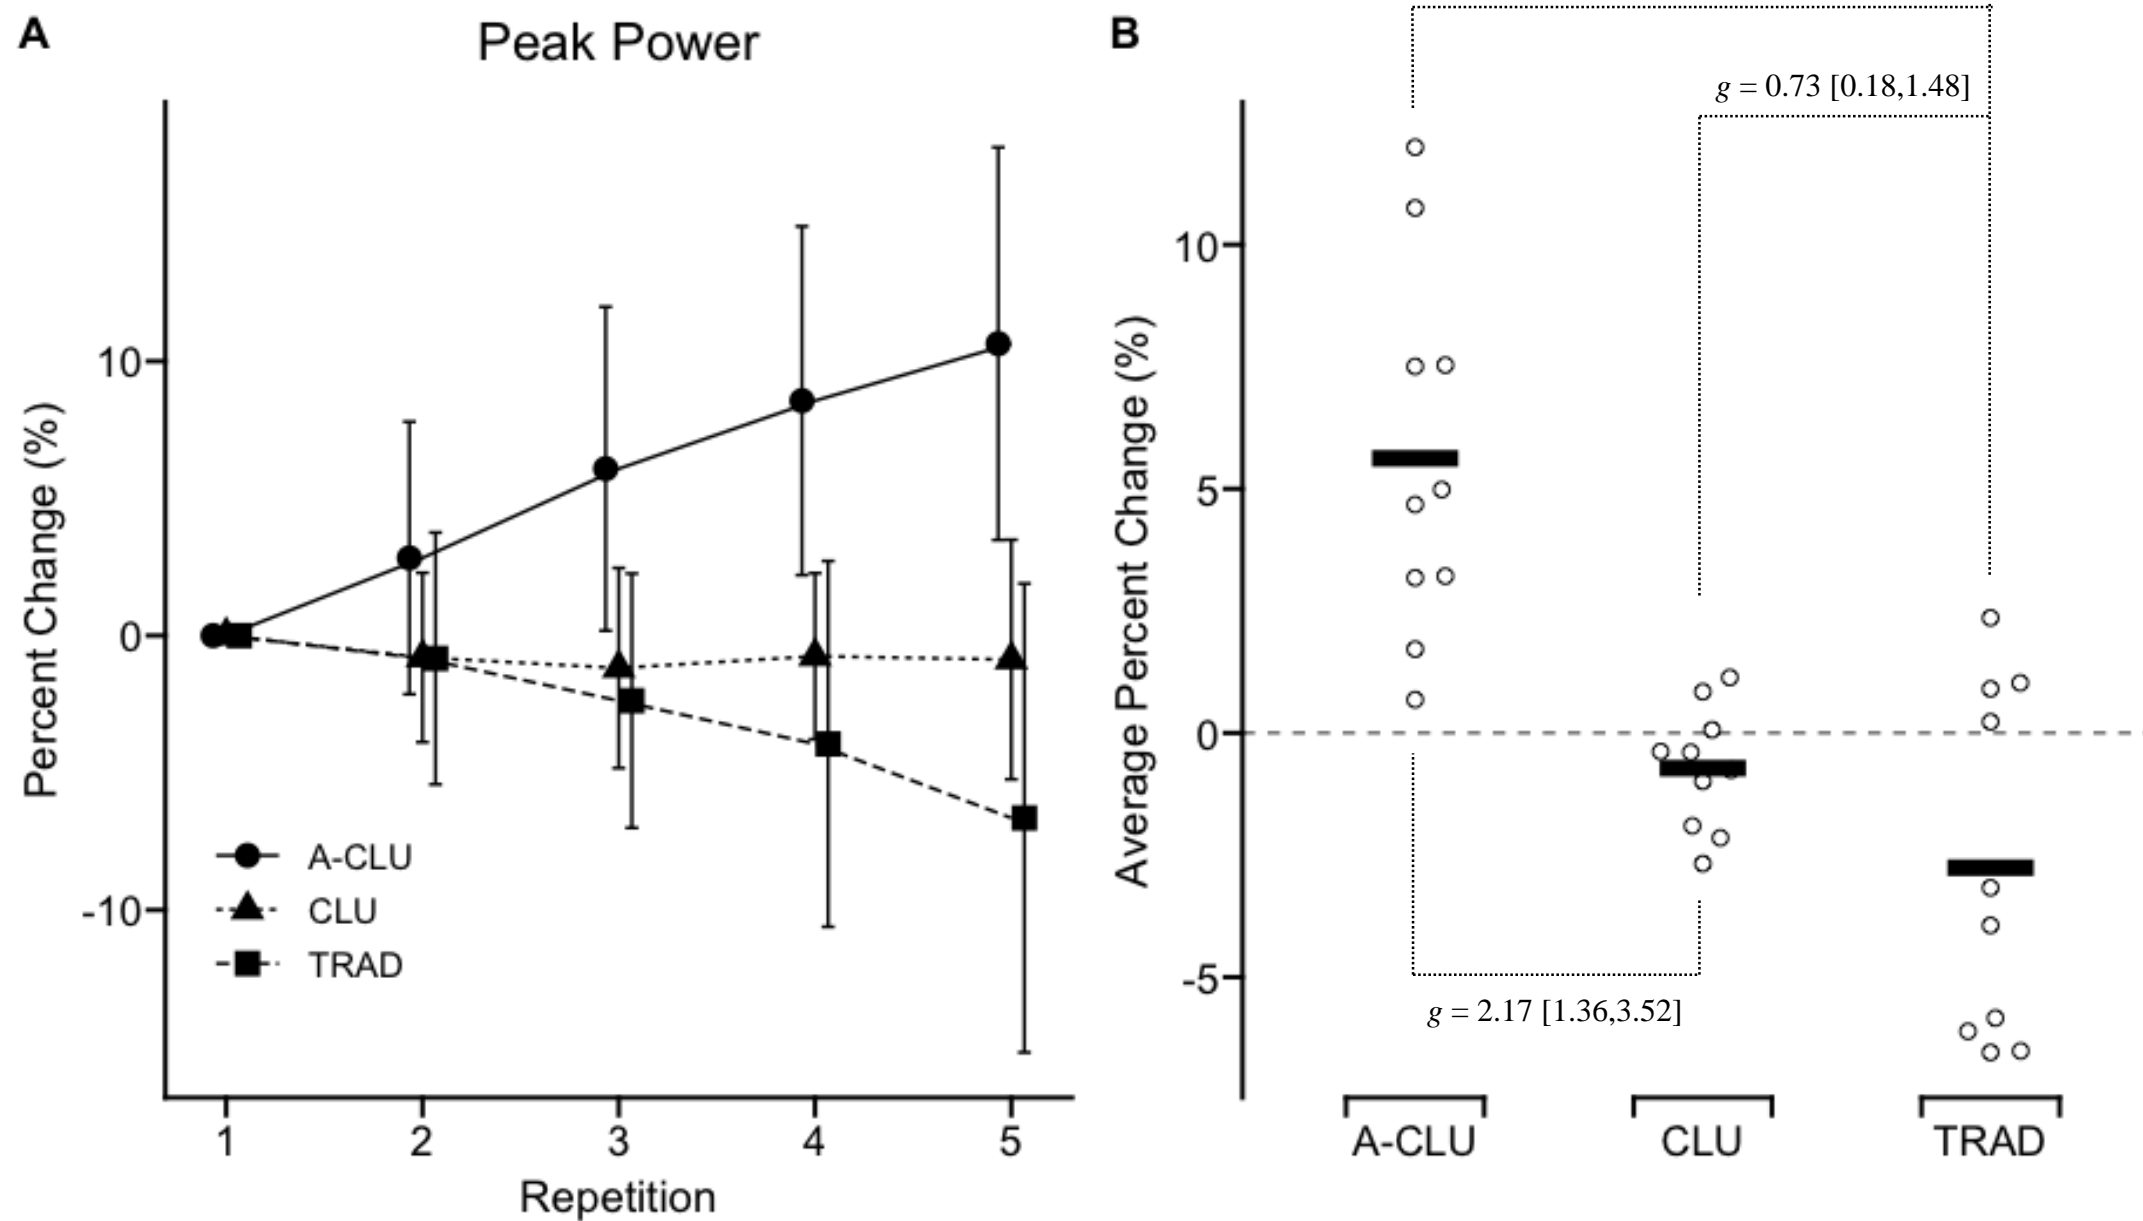 A
Peak Power
Percent Change (%)
10
0
-10
A-CLU
CLU
TRAD
1 2 3 4 5
Repetition
B
g = 0.73 [0.18,1.48]
Average Percent Change (%)
10
5
0
-5
g = 2.17 [1.36,3.52]
A-CLU CLU TRAD